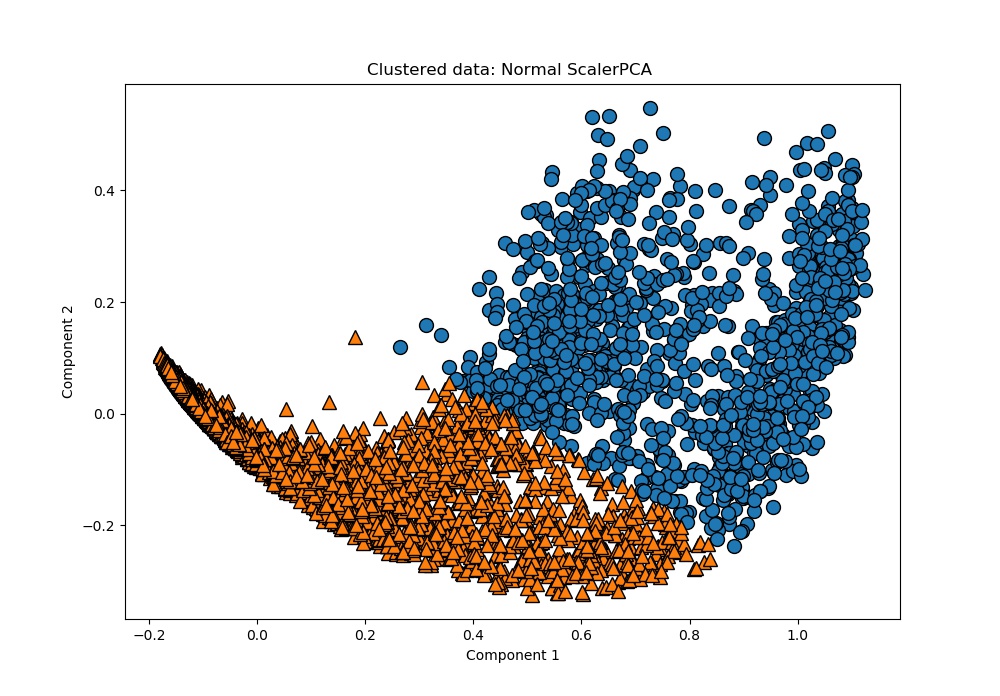 Clustered data: Normal ScalerPCA
Component 2
0.4
0.2
0.0
−0.2
−0.2 0.0 0.2 0.4 0.6 0.8 1.0
Component 1